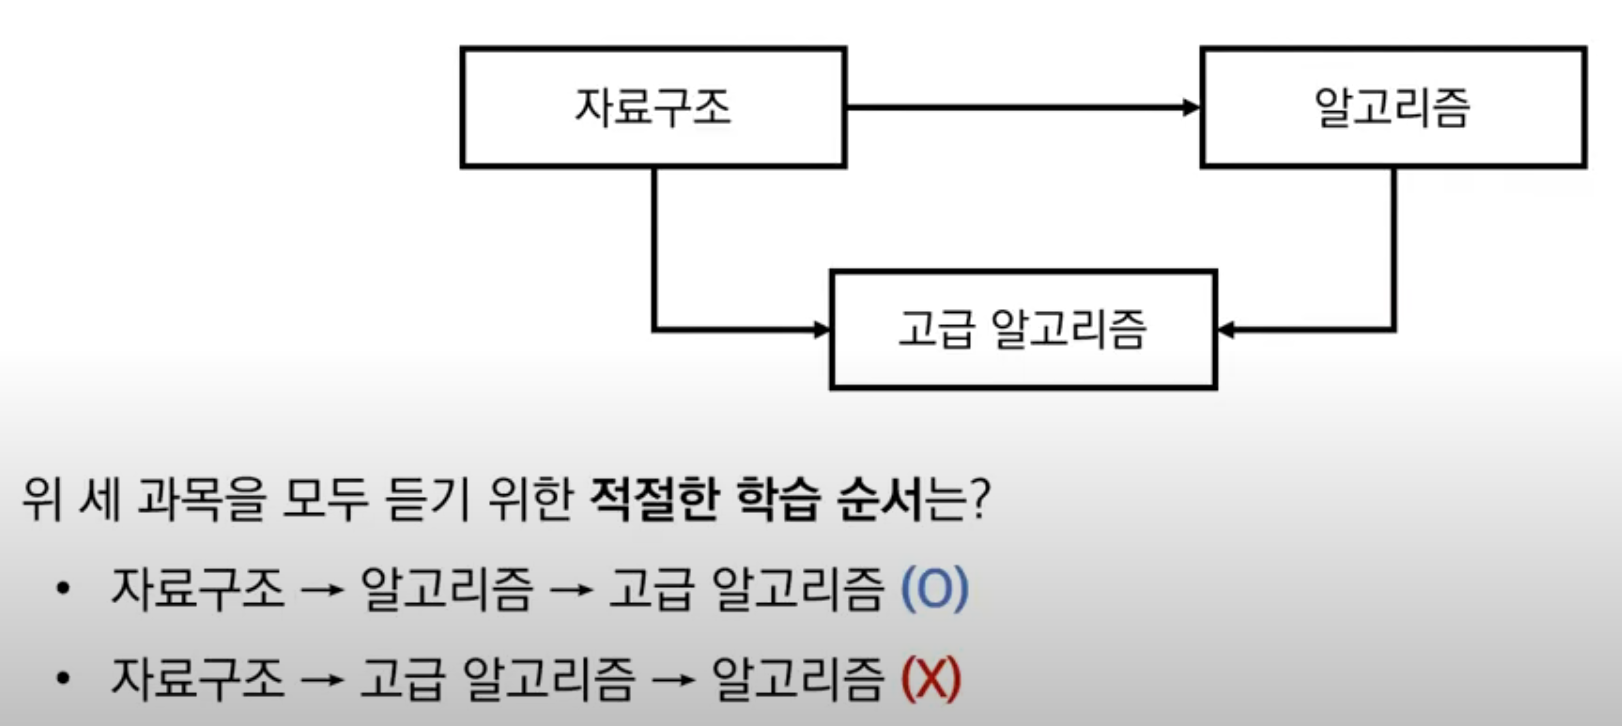 자료구조
알고리즘
고급 알고리즘
위 세 과목을 모두 듣기 위한 적절한 학습 순서는?
• 자료구조 → 알고리즘 → 고급 알고리즘 (O)
• 자료구조 → 고급 알고리즘 → 알고리즘 (X)